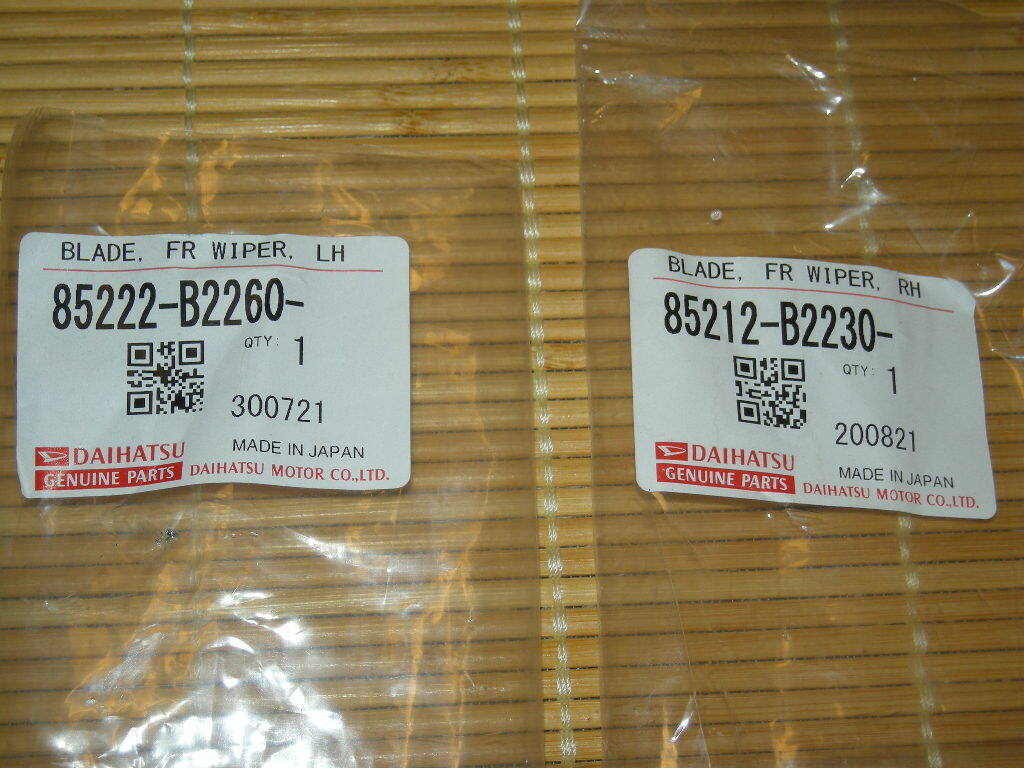 BLADE, FR WIPER, LH
85222-B2260-
QTY: 1
300721
MADE IN JAPAN
DAIHATSU
GENUINE PARTS
DAIHATSU MOTOR CO.,LTD.
BLADE, FR WIPER, RH
85212-B2230-
QTY: 1
200821
MADE IN JAPAN
DAIHATSU
GENUINE PARTS
DAIHATSU MOTOR CO.,LTD.